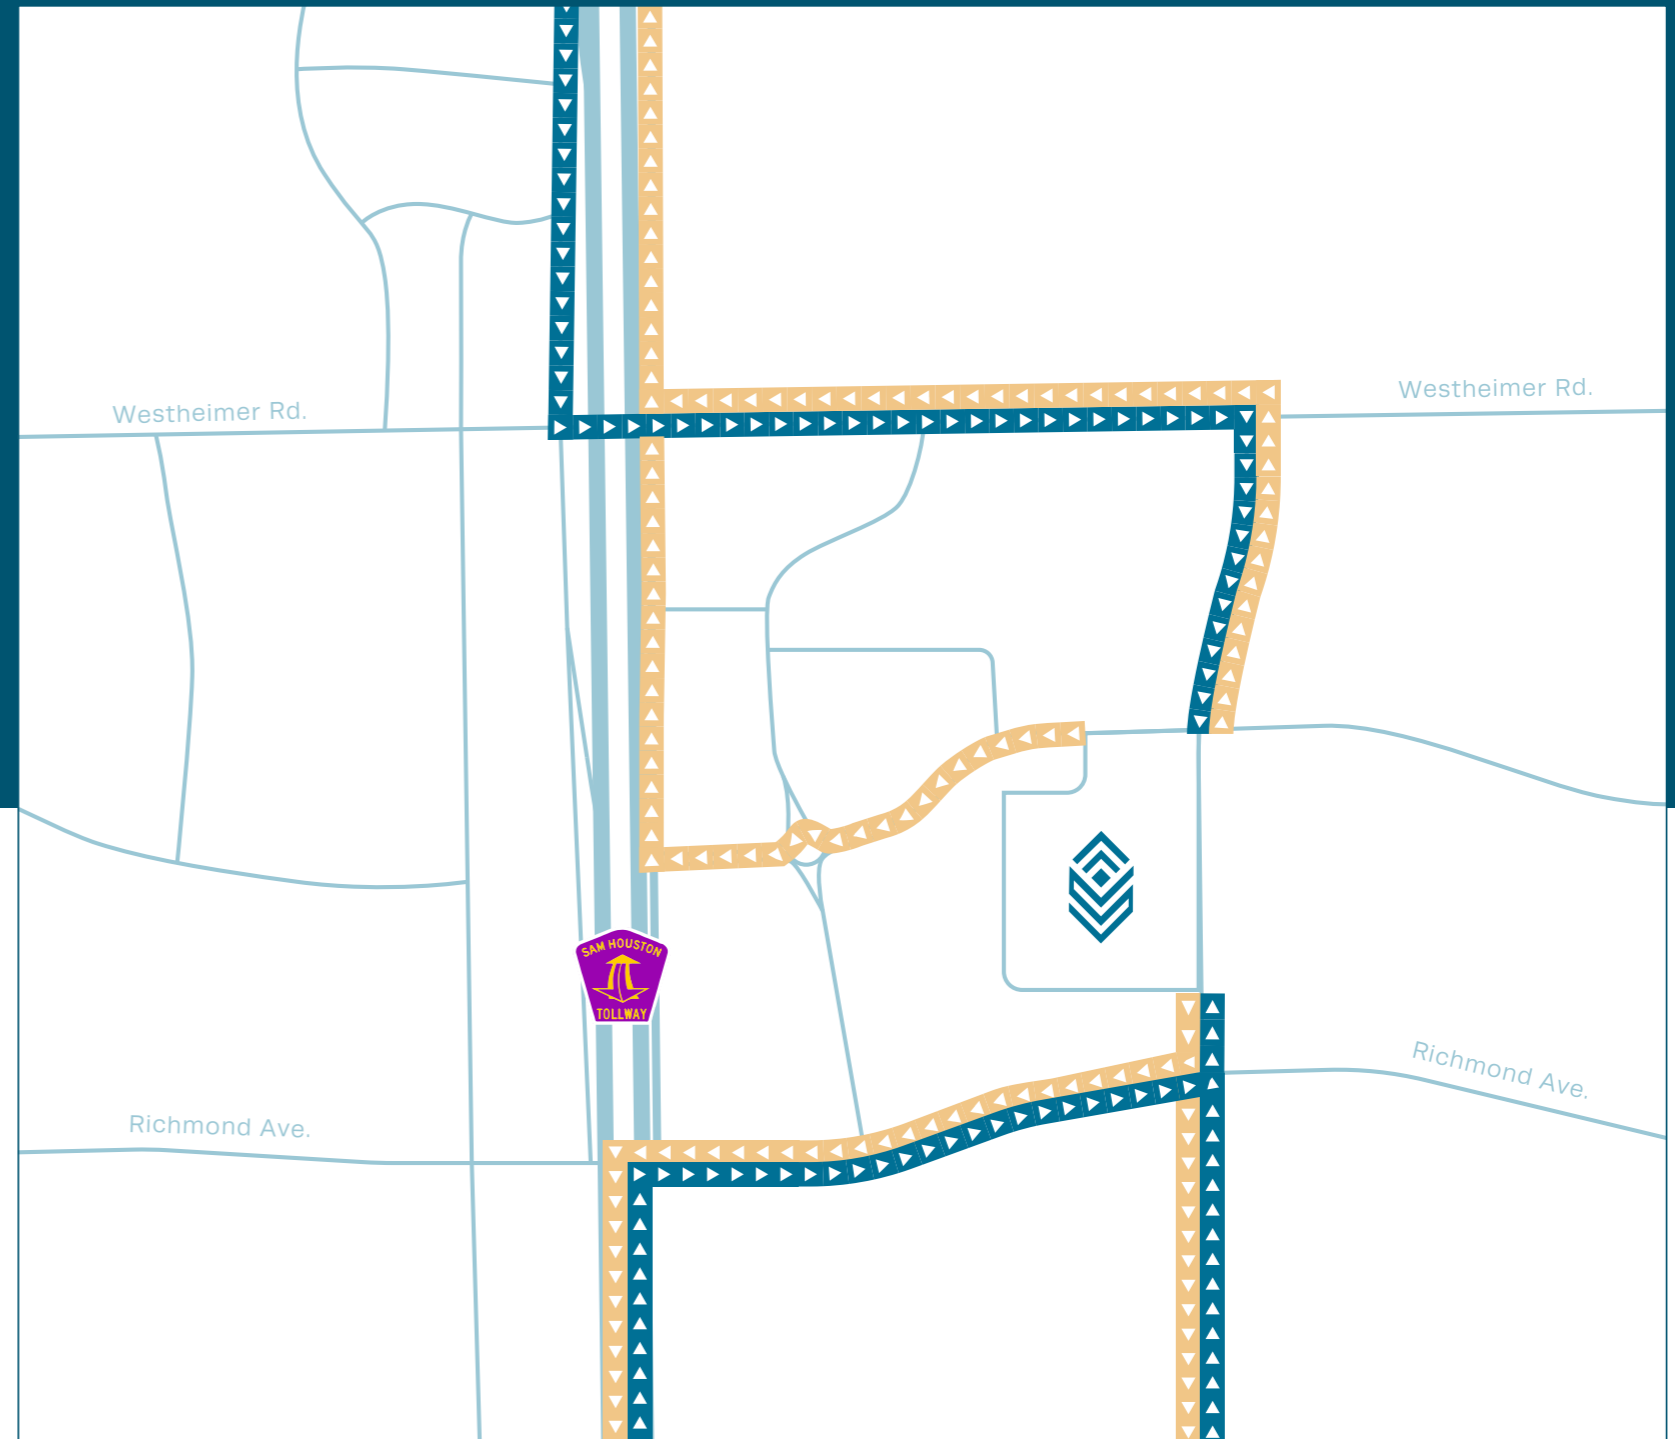 Westheimer Rd.
Westheimer Rd.
SAM HOUSTON
TOLLWAY
Richmond Ave.
Richmond Ave.